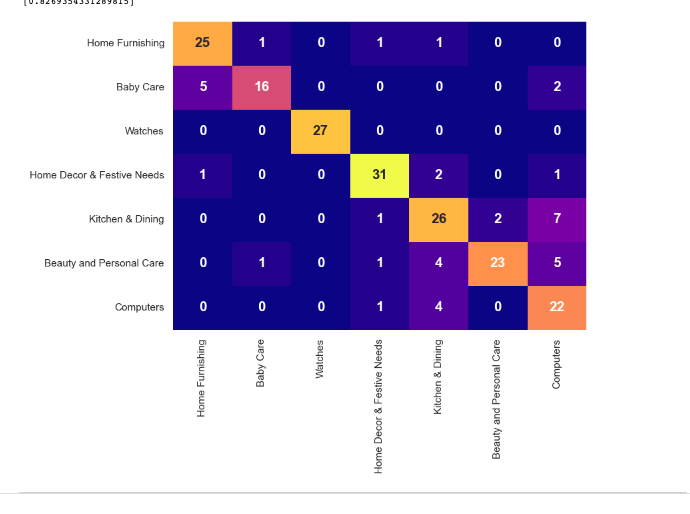 [0.8269354331289815]
Home Furnishing 25 1 0 1 1 0 0
Baby Care 5 16 0 0 0 0 2
Watches 0 0 27 0 0 0 0
Home Decor & Festive Needs 1 0 0 31 2 0 1
Kitchen & Dining 0 0 0 1 26 2 7
Beauty and Personal Care 0 1 0 1 4 23 5
Computers 0 0 0 1 4 0 22
Home Furnishing
Baby Care
Watches
Home Decor & Festive Needs
Kitchen & Dining
Beauty and Personal Care
Computers